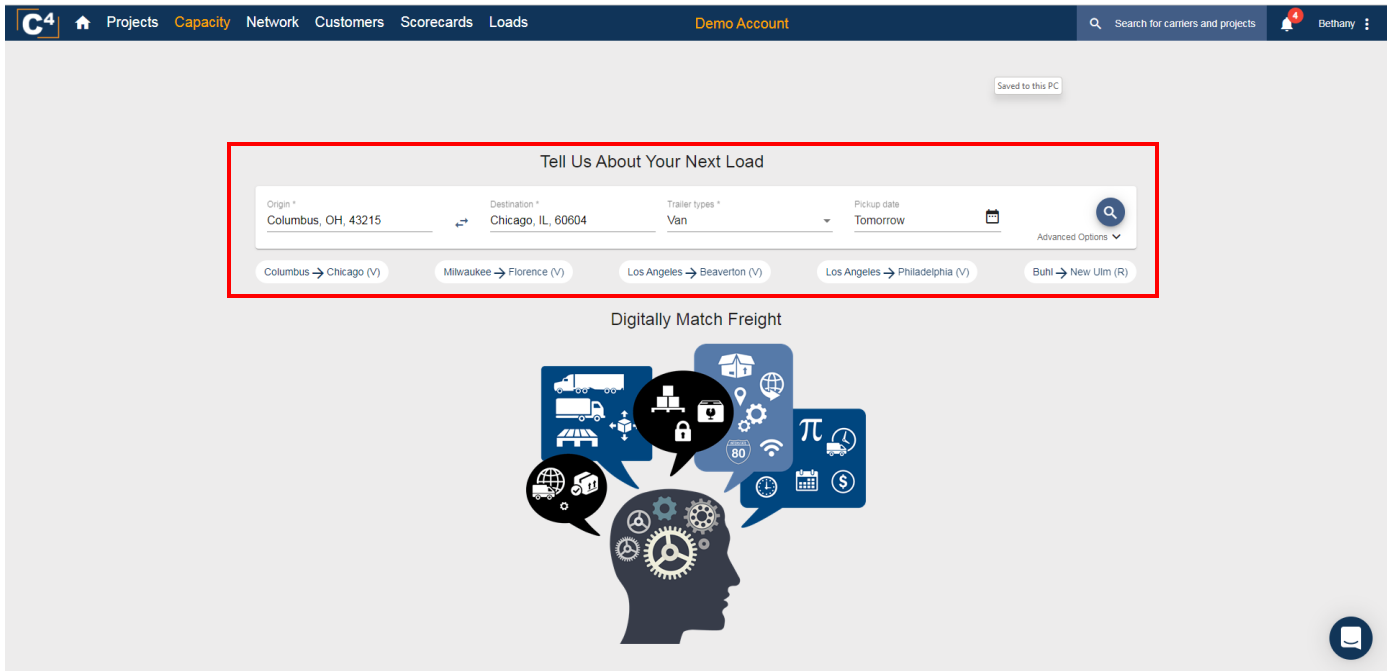 C4 Projects Capacity Network Customers Scorecards Loads Demo Account Search for carriers and projects 4 Bethany
Saved to this PC
Tell Us About Your Next Load
Origin * Destination * Trailer types * Pickup date
Columbus, OH, 43215 Chicago, IL, 60604 Van Tomorrow
Advanced Options
Columbus → Chicago (V) Milwaukee → Florence (V) Los Angeles → Beaverton (V) Los Angeles → Philadelphia (V) Buhl → New Ulm (R)
Digitally Match Freight
π
80
$